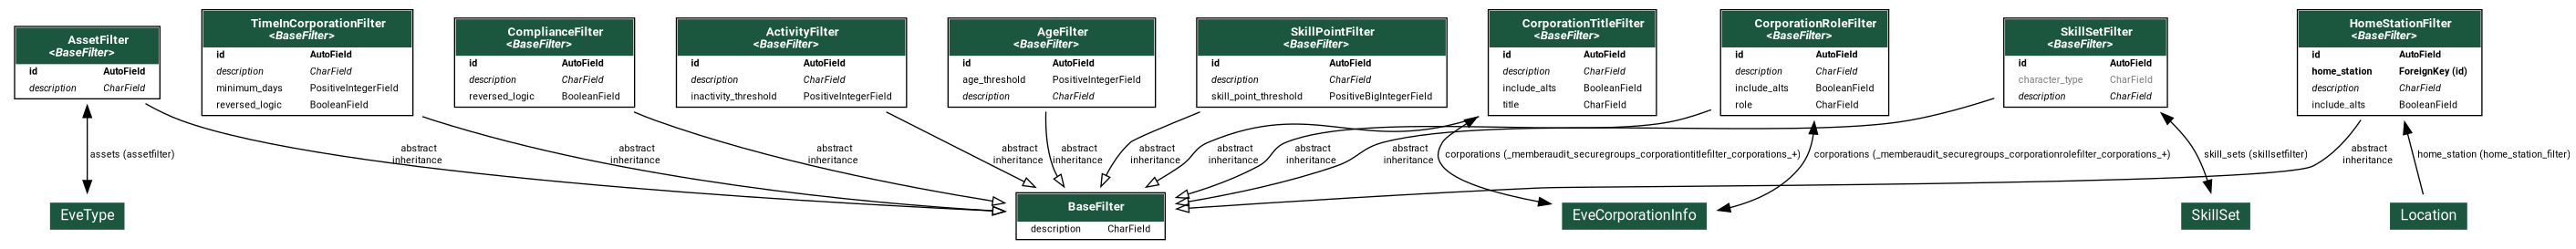 AssetFilter
<BaseFilter>
id AutoField
description CharField
TimeInCorporationFilter
<BaseFilter>
id AutoField
description CharField
minimum_days PositiveIntegerField
reversed_logic BooleanField
ComplianceFilter
<BaseFilter>
id AutoField
description CharField
reversed_logic BooleanField
ActivityFilter
<BaseFilter>
id AutoField
description CharField
inactivity_threshold PositiveIntegerField
AgeFilter
<BaseFilter>
id AutoField
age_threshold PositiveIntegerField
description CharField
SkillPointFilter
<BaseFilter>
id AutoField
description CharField
skill_point_threshold PositiveBigIntegerField
CorporationTitleFilter
<BaseFilter>
id AutoField
description CharField
include_alts BooleanField
title CharField
CorporationRoleFilter
<BaseFilter>
id AutoField
description CharField
include_alts BooleanField
role CharField
SkillSetFilter
<BaseFilter>
id AutoField
character_type CharField
description CharField
HomeStationFilter
<BaseFilter>
id AutoField
home_station ForeignKey (id)
description CharField
include_alts BooleanField
assets (assetfilter)
abstract
inheritance
abstract
inheritance
abstract
inheritance
abstract
inheritance
abstract
inheritance
abstract
inheritance
abstract
inheritance
abstract
inheritance
abstract
inheritance
corporations (_memberaudit_securegroups_corporationtitlefilter_corporations_+)
corporations (_memberaudit_securegroups_corporationrolefilter_corporations_+)
skill_sets (skillsetfilter)
abstract
inheritance
home_station (home_station_filter)
EveType
BaseFilter
description CharField
EveCorporationInfo
SkillSet
Location